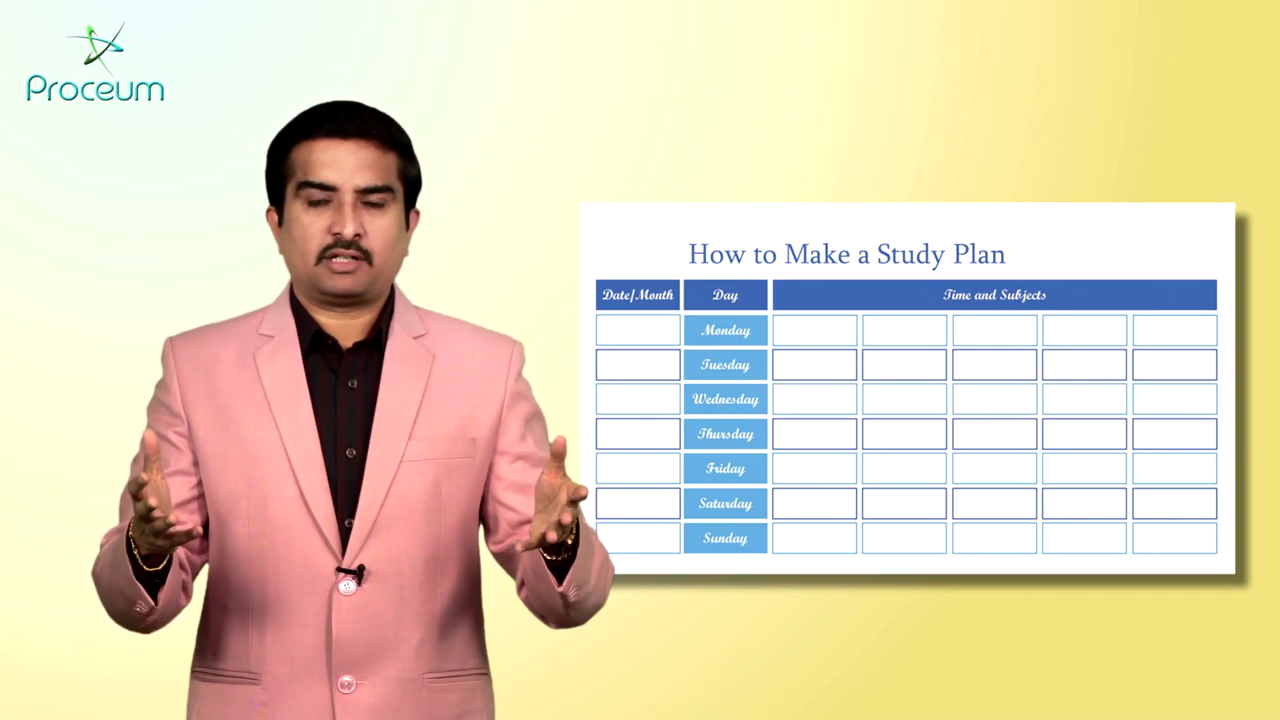 Proceum
How to Make a Study Plan
Date/Month Day Time and Subjects
Monday
Tuesday
Wednesday
Thursday
Friday
Saturday
Sunday